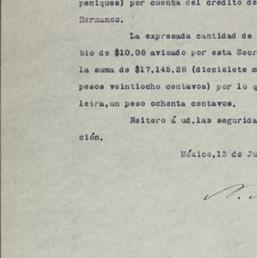 peniques) por cuenta del crédito de
Hermanos.
La expresada cantidad de
bio de $10.08 avisado por esta Secr
la suma de $17,145.28 (diecisiete m
pesos veintiocho centavos) por lo q
letra,un peso ochenta centavos.
Reitero á ud.las segurida
ción.
México,13 de Ju